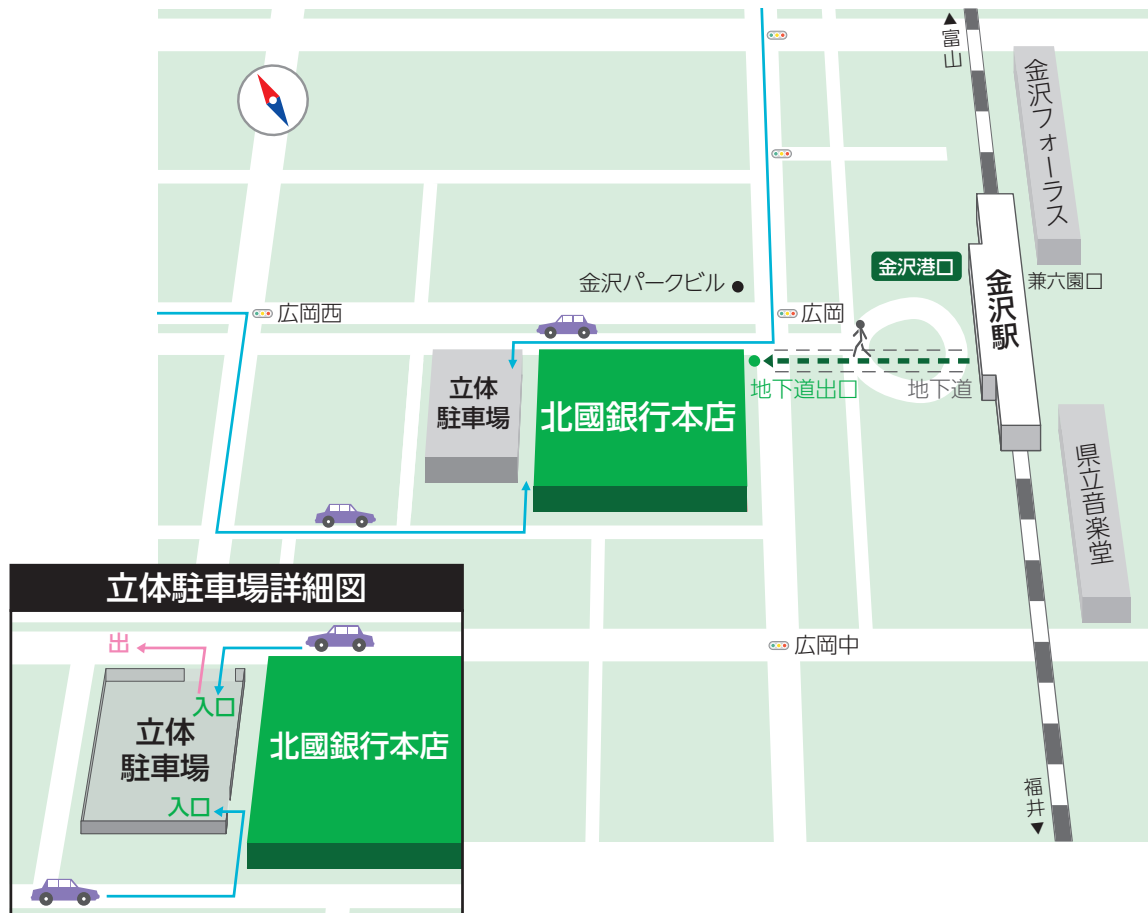 ▲富山
金沢フォーラス
金沢港口
兼六園口
金沢駅
金沢パークビル
広岡西
広岡
立体
駐車場
北國銀行本店
地下道出口
地下道
県立音楽堂
広岡中
福井▼
立体駐車場詳細図
出
入口
立体
駐車場
北國銀行本店
入口